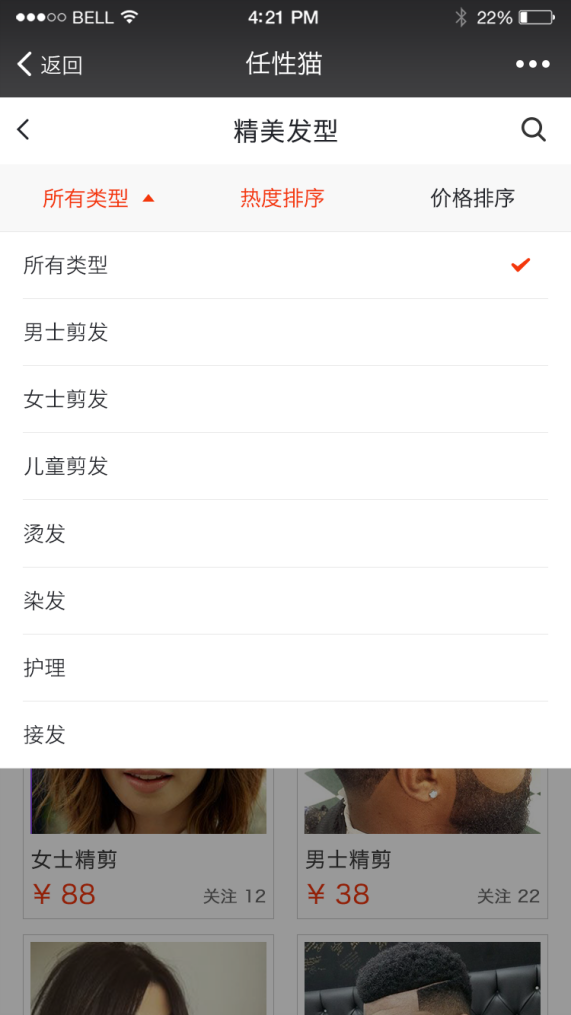 BELL 4:21 PM 22%
返回 任性猫
精美发型
所有类型 热度排序 价格排序
所有类型
男士剪发
女士剪发
儿童剪发
烫发
染发
护理
接发
女士精剪 男士精剪
¥ 88 关注 12 ¥ 38 关注 22